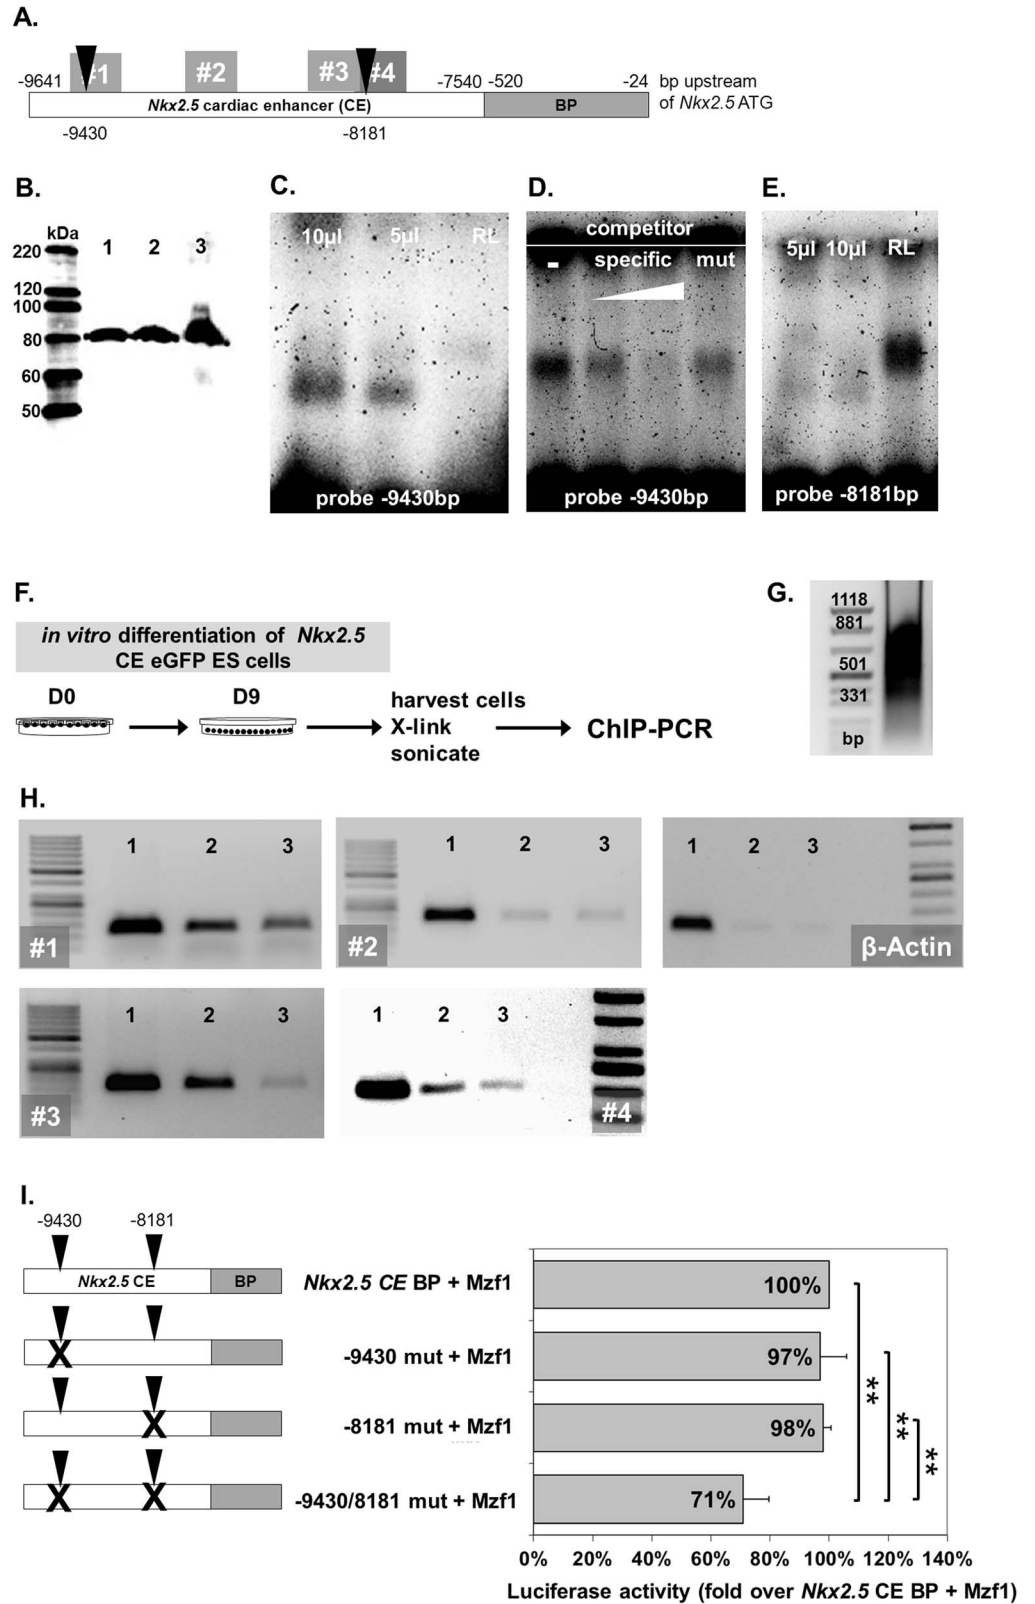 A.
#1 #2 #3 #4
-9641 -7540 -520 -24 bp upstream
Nkx2.5 cardiac enhancer (CE) BP of Nkx2.5 ATG
-9430 -8181
B.
kDa
1 2 3
220
120
100
80
60
50
C.
10µl 5µl RL
probe -9430bp
D.
competitor
- specific mut
probe -9430bp
E.
5µl 10µl RL
probe -8181bp
F.
in vitro differentiation of Nkx2.5
CE eGFP ES cells
D0 D9
harvest cells
X-link
sonicate
ChIP-PCR
G.
1118
881
501
331
bp
H.
1 2 3
#1
1 2 3
#2
1 2 3
β-Actin
1 2 3
#3
1 2 3
#4
I.
-9430 -8181
Nkx2.5 CE BP
X
X
X X
Nkx2.5 CE BP + Mzf1
100%
-9430 mut + Mzf1
97%
-8181 mut + Mzf1
98%
-9430/8181 mut + Mzf1
71%
**
**
**
0% 20% 40% 60% 80% 100% 120% 140%
Luciferase activity (fold over Nkx2.5 CE BP + Mzf1)